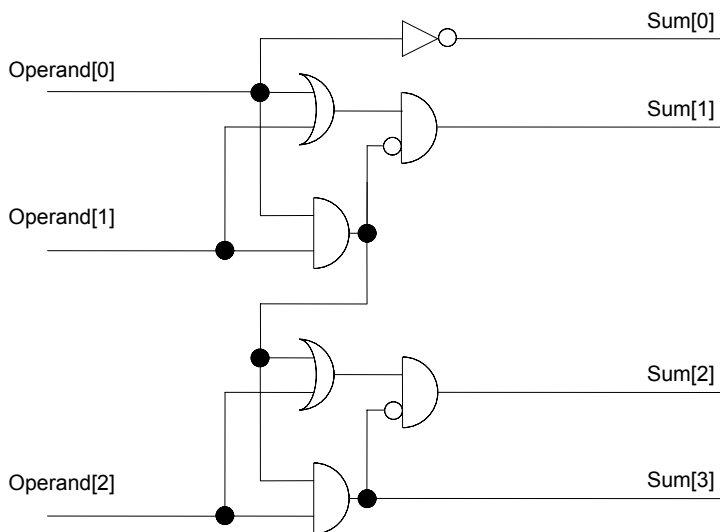 Sum[0]
Operand[0]
Sum[1]
Operand[1]
Sum[2]
Operand[2]
Sum[3]